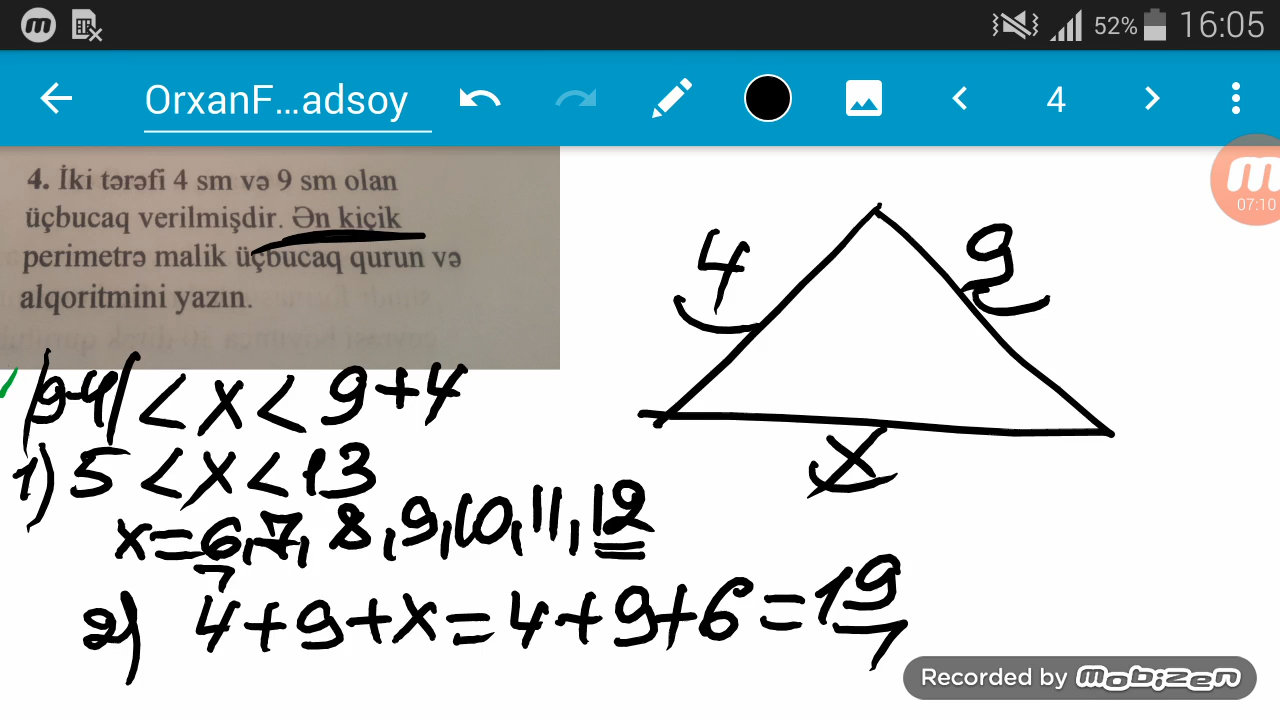 52% 16:05
OrxanF...adsoy 4
07:10
4. İki tərəfi 4 sm və 9 sm olan
üçbucaq verilmişdir. Ən kiçik
perimetrə malik üçbucaq qurun və
alqoritmini yazın.
4 9
x
|9-4| < x < 9+4
1) 5 < x < 13
x=6,7, 8,9,10,11,12
2) 4+9+x=4+9+6=19
Recorded by mobizen